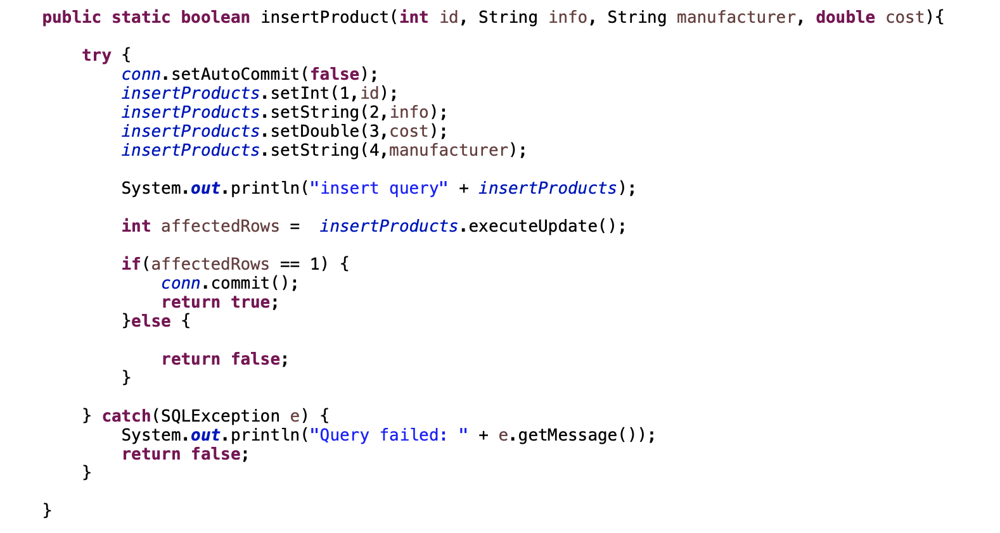 public static boolean insertProduct(int id, String info, String manufacturer, double cost){
try {
conn.setAutoCommit(false);
insertProducts.setInt(1,id);
insertProducts.setString(2,info);
insertProducts.setDouble(3,cost);
insertProducts.setString(4,manufacturer);
System.out.println("insert query" + insertProducts);
int affectedRows =  insertProducts.executeUpdate();
if(affectedRows == 1) {
conn.commit();
return true;
}else {
return false;
}
} catch(SQLException e) {
System.out.println("Query failed: " + e.getMessage());
return false;
}
}